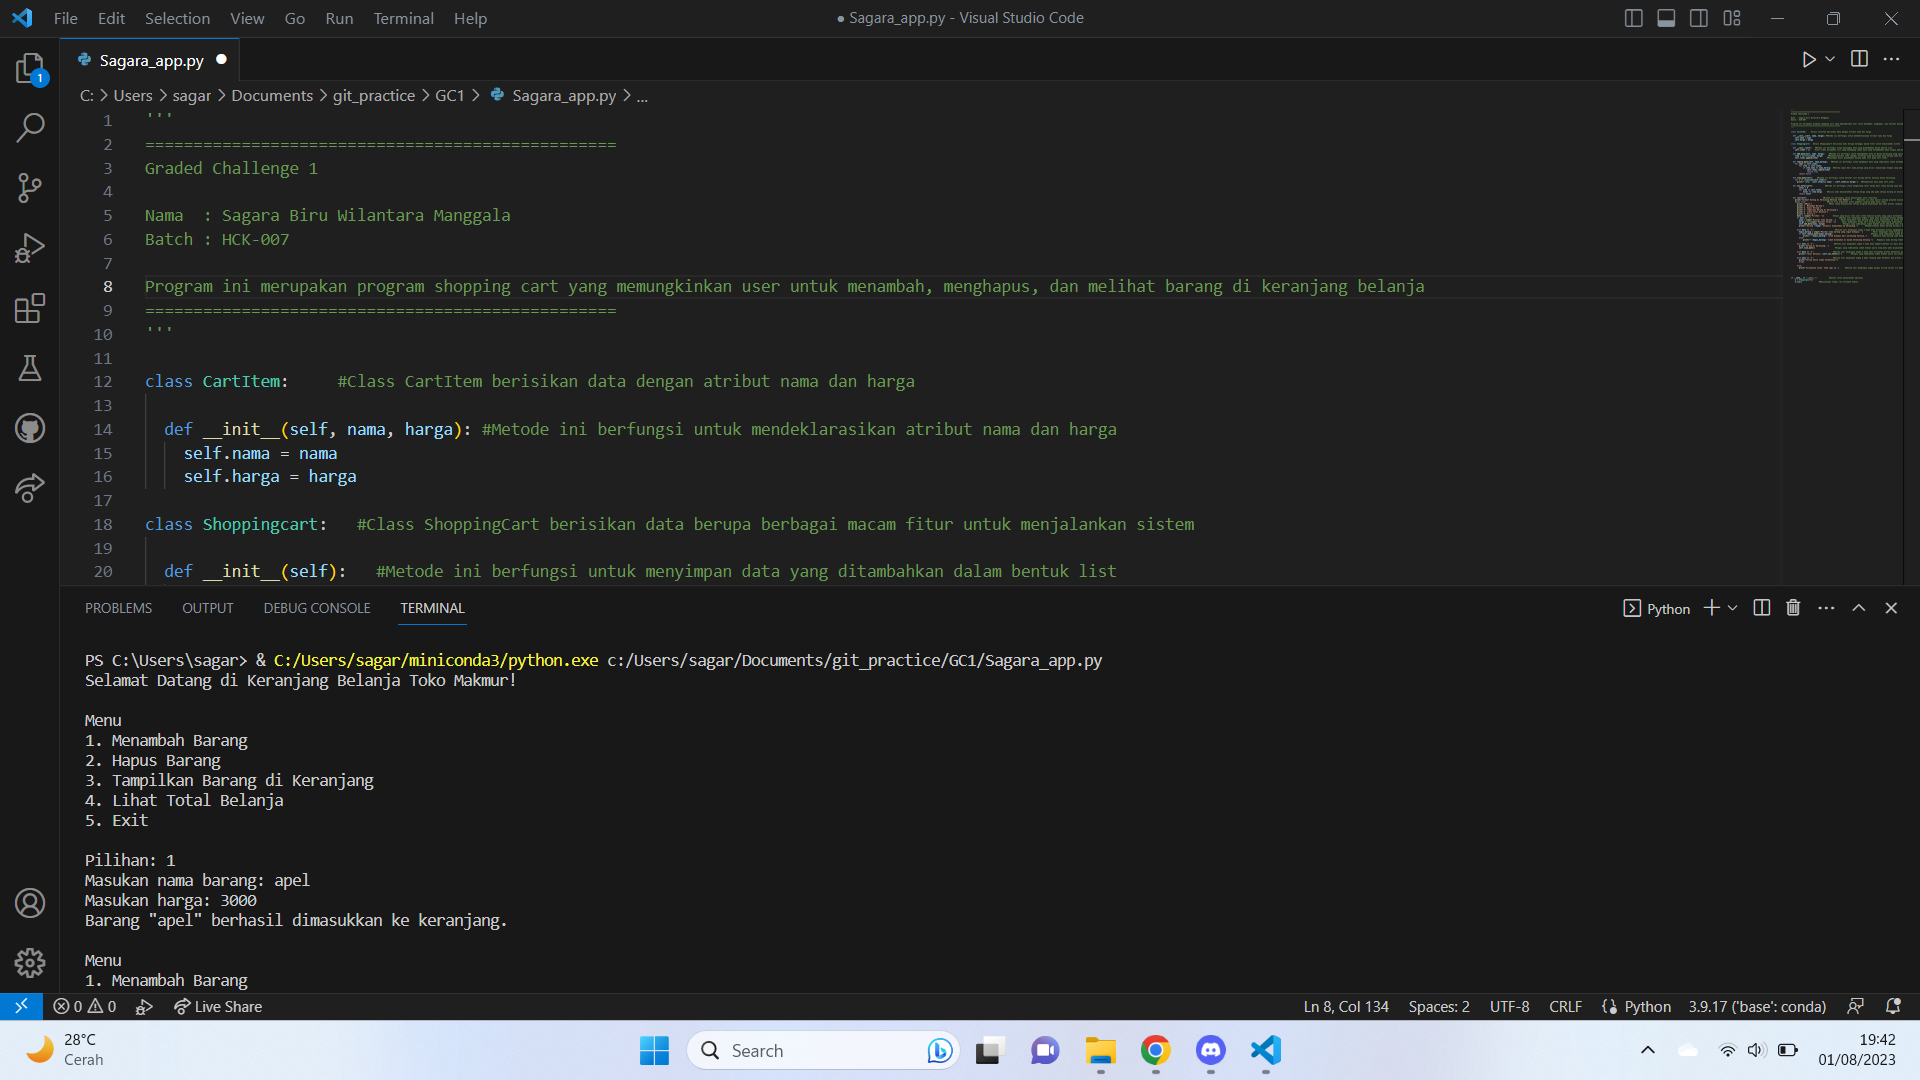 File Edit Selection View Go Run Terminal Help
● Sagara_app.py - Visual Studio Code
Sagara_app.py
C: > Users > sagar > Documents > git_practice > GC1 > Sagara_app.py > ...
1 '''
2 =================================================
3 Graded Challenge 1
4
5 Nama  : Sagara Biru Wilantara Manggala
6 Batch : HCK-007
7
8 Program ini merupakan program shopping cart yang memungkinkan user untuk menambah, menghapus, dan melihat barang di keranjang belanja
9 =================================================
10 '''
11
12 class CartItem:     #Class CartItem berisikan data dengan atribut nama dan harga
13
14   def __init__(self, nama, harga): #Metode ini berfungsi untuk mendeklarasikan atribut nama dan harga
15     self.nama = nama
16     self.harga = harga
17
18 class Shoppingcart:   #Class ShoppingCart berisikan data berupa berbagai macam fitur untuk menjalankan sistem
19
20   def __init__(self):   #Metode ini berfungsi untuk menyimpan data yang ditambahkan dalam bentuk list
PROBLEMS OUTPUT DEBUG CONSOLE TERMINAL
Python
PS C:\Users\sagar> & C:/Users/sagar/miniconda3/python.exe c:/Users/sagar/Documents/git_practice/GC1/Sagara_app.py
Selamat Datang di Keranjang Belanja Toko Makmur!
Menu
1. Menambah Barang
2. Hapus Barang
3. Tampilkan Barang di Keranjang
4. Lihat Total Belanja
5. Exit
Pilihan: 1
Masukan nama barang: apel
Masukan harga: 3000
Barang "apel" berhasil dimasukkan ke keranjang.
Menu
1. Menambah Barang
1
0 0 Live Share
Ln 8, Col 134 Spaces: 2 UTF-8 CRLF Python 3.9.17 ('base': conda)
28°C
Cerah
Search
19:42
01/08/2023